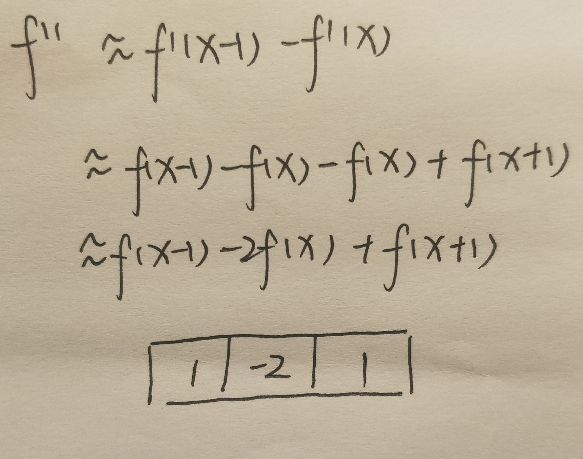 f'' ≈ f'(x-1) - f'(x)
≈ f(x-1) - f(x) - f(x) + f(x+1)
≈ f(x-1) - 2f(x) + f(x+1)
1 -2 1